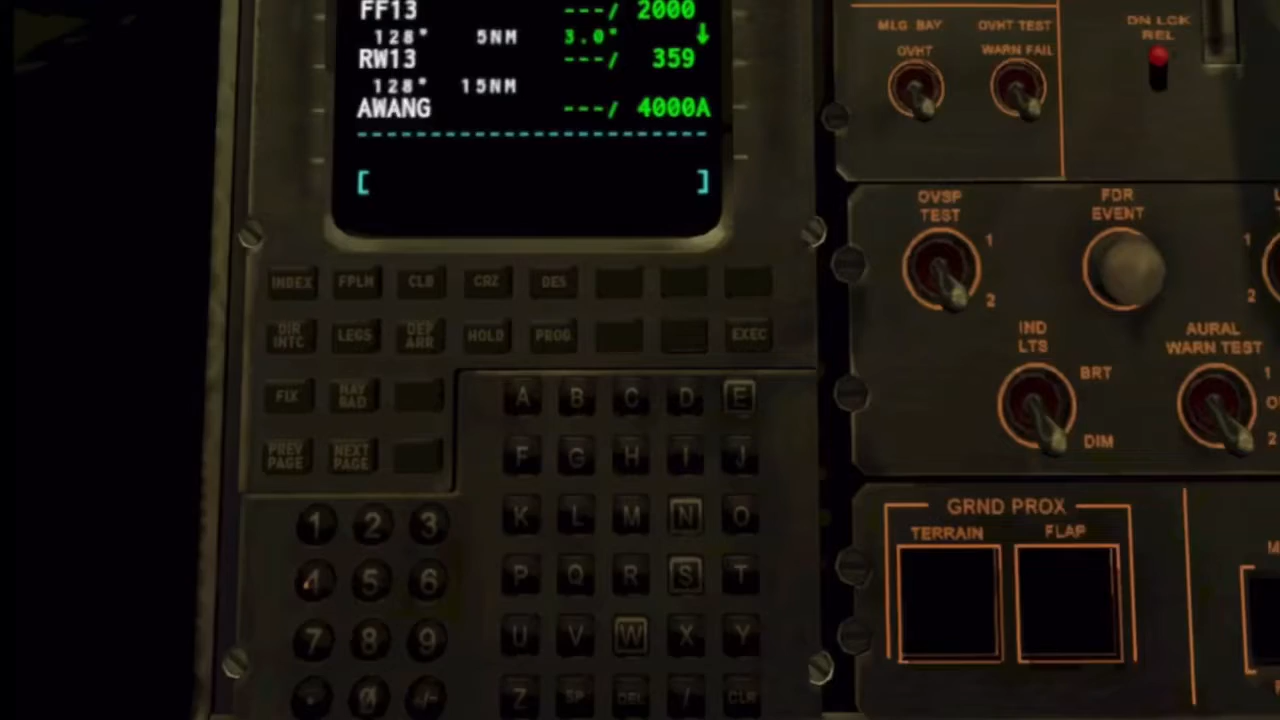 FF13 ---/ 2000
128° 5NM 3.0° ↓
RW13 ---/ 359
128° 15NM
AWANG ---/ 4000A
[ ]
INDEX FPLN CLB CRZ DES
DIR INTC LEGS DEP ARR HOLD PROG EXEC
FIX NAV RAD
PREV PAGE NEXT PAGE
A B C D E
F G H I J
K L M N O
P Q R S T
U V W X Y
Z SP DEL / CLR
1 2 3
4 5 6
7 8 9
. 0 +/-
MLG BAY
OVHT
OVHT TEST
WARN FAIL
DN LCK
REL
OVSP
TEST
1
2
FDR
EVENT
1
2
IND
LTS
BRT
DIM
AURAL
WARN TEST
1
2
GRND PROX
TERRAIN
FLAP